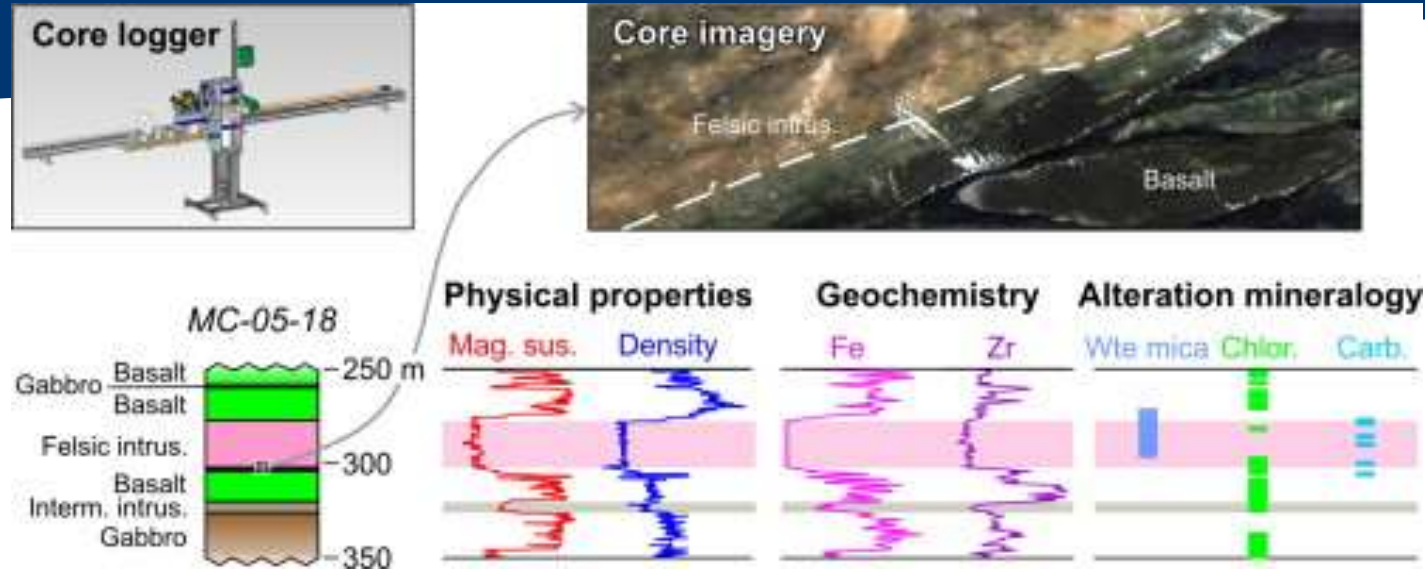 Core logger
Core imagery
Felsic intrus.
Basalt
MC-05-18
Physical properties
Geochemistry
Alteration mineralogy
Mag. sus.
Density
Fe
Zr
Wte mica
Chlor.
Carb.
Basalt
Gabbro
Basalt
Felsic intrus.
Basalt
Interm. intrus.
Gabbro
250 m
300
350